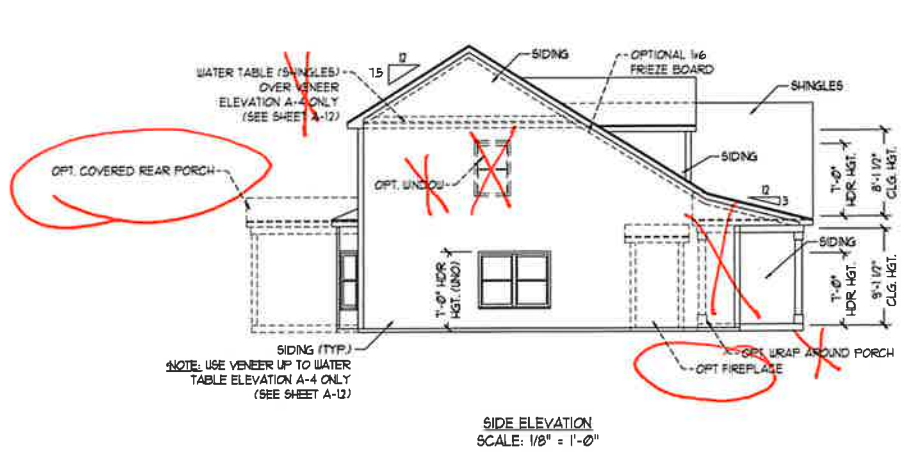 12
7.5
SIDING
OPTIONAL 1x6
FRIEZE BOARD
WATER TABLE (SHINGLES)
OVER VENEER
ELEVATION A-4 ONLY
(SEE SHEET A-12)
SHINGLES
OPT. COVERED REAR PORCH
OPT. WINDOW
SIDING
12
3
7'-0"
HDR HGT.
8'-1 1/2"
CLG. HGT.
SIDING
7'-0" HDR
HGT. (UNO)
7'-0"
HDR HGT.
9'-1 1/2"
CLG. HGT.
SIDING (TYP.)
NOTE: USE VENEER UP TO WATER
TABLE ELEVATION A-4 ONLY
(SEE SHEET A-12)
OPT. WRAP AROUND PORCH
OPT FIREPLACE
SIDE ELEVATION
SCALE: 1/8" = 1'-0"